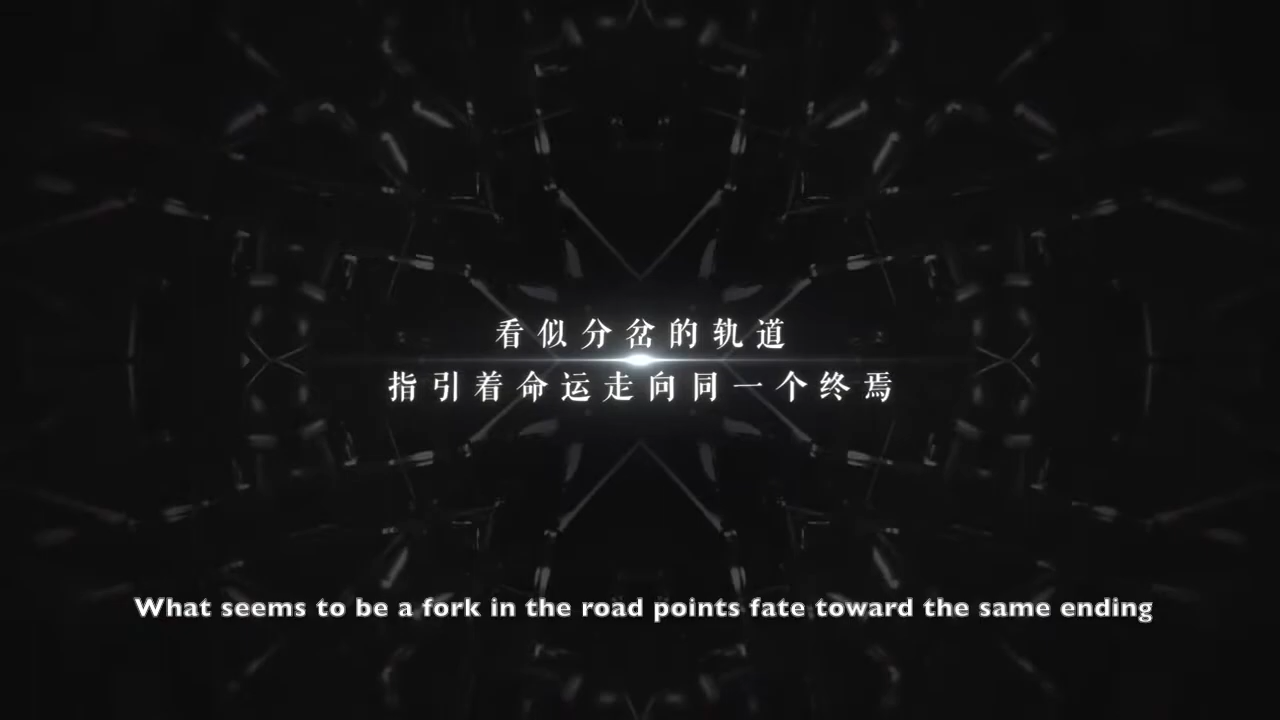 看似分岔的轨道
指引着命运走向同一个终焉
What seems to be a fork in the road points fate toward the same ending